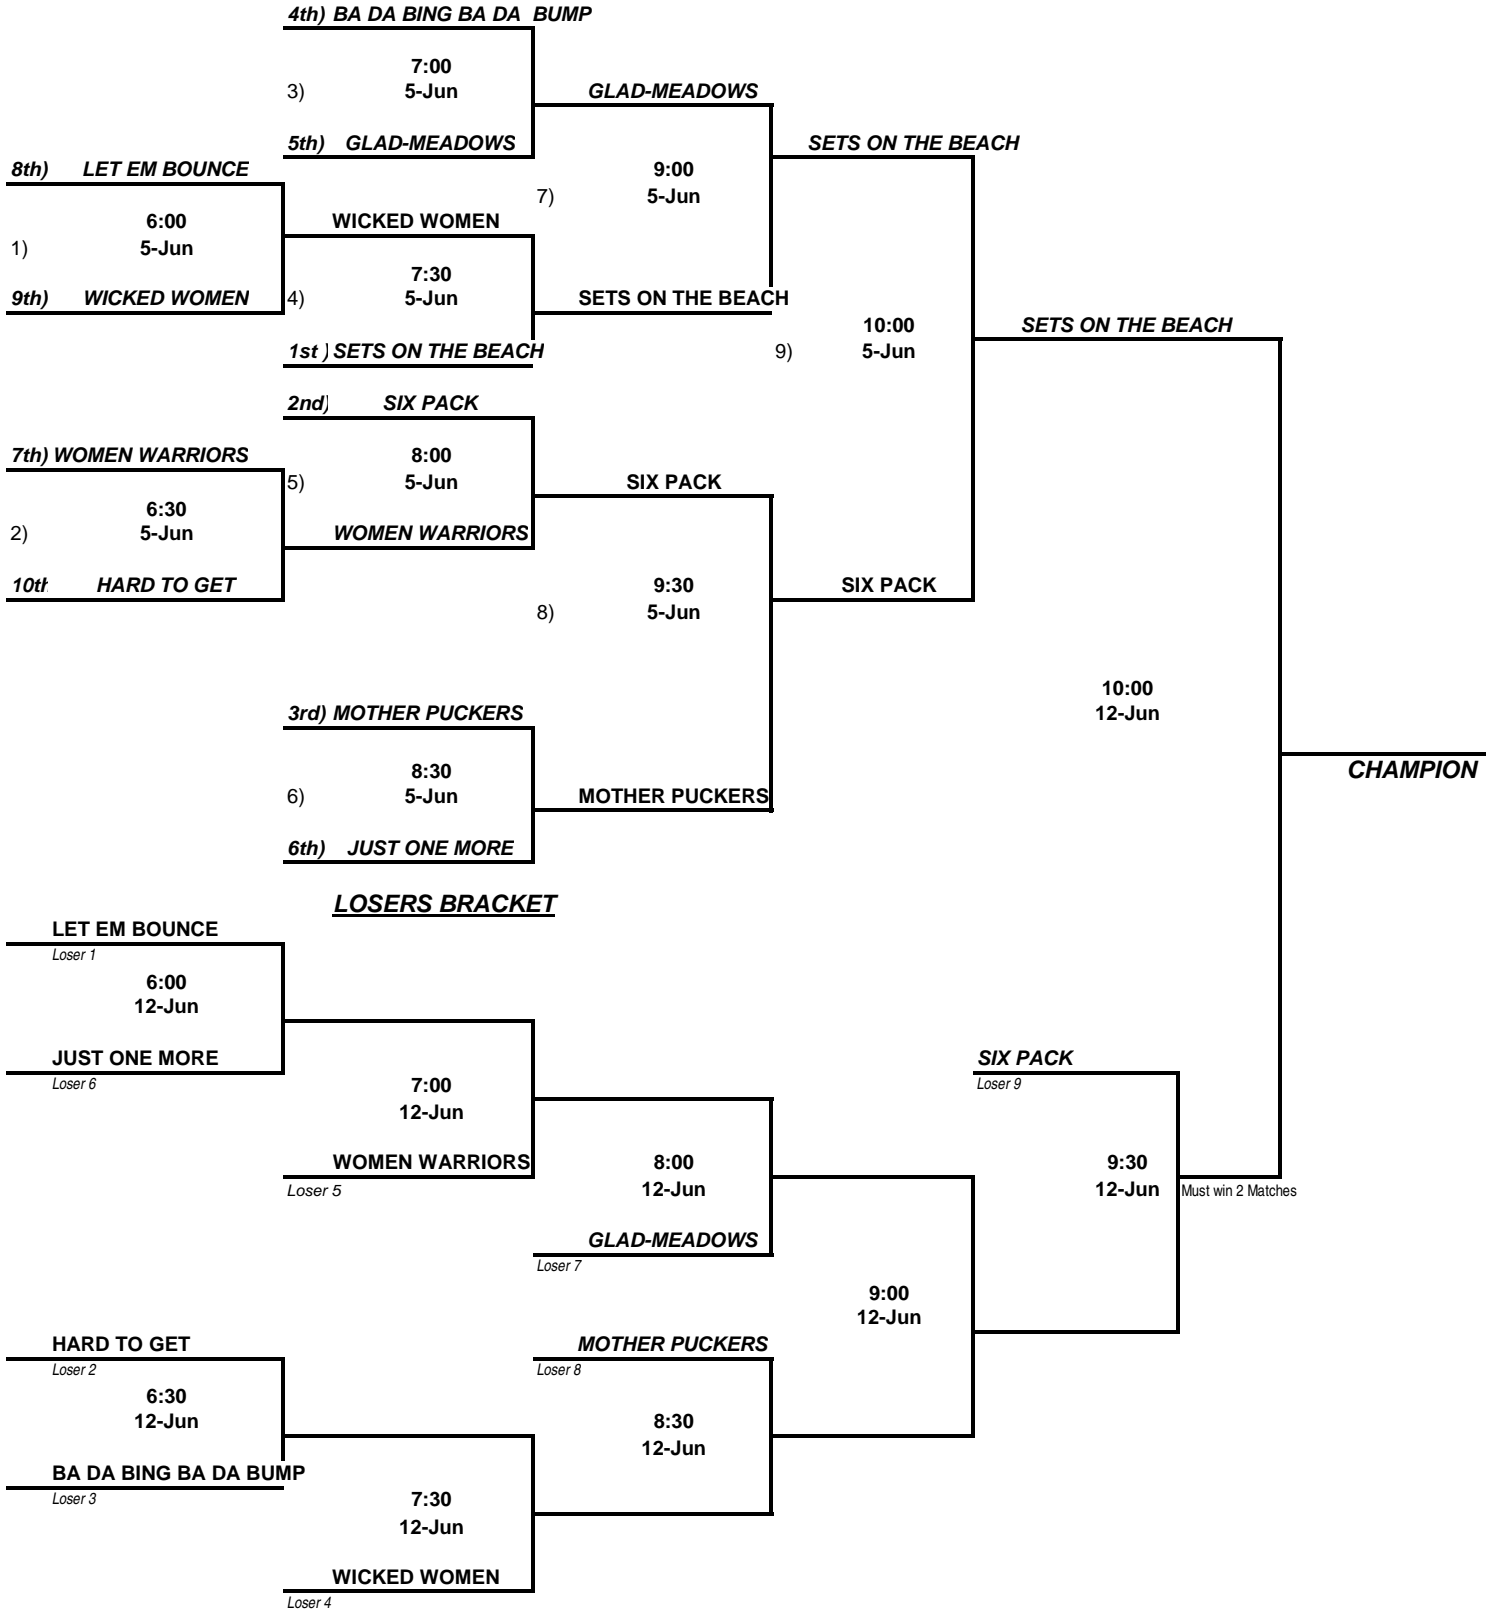 4th) BA DA BING BA DA BUMP
7:00
3) 5-Jun
GLAD-MEADOWS
5th) GLAD-MEADOWS
SETS ON THE BEACH
8th) LET EM BOUNCE
9:00
7) 5-Jun
6:00
WICKED WOMEN
1) 5-Jun
7:30
9th) WICKED WOMEN
4) 5-Jun
SETS ON THE BEACH
10:00
SETS ON THE BEACH
1st ) SETS ON THE BEACH
9) 5-Jun
2nd) SIX PACK
7th) WOMEN WARRIORS
8:00
5) 5-Jun
SIX PACK
6:30
2) 5-Jun
WOMEN WARRIORS
10th HARD TO GET
9:30
SIX PACK
8) 5-Jun
10:00
12-Jun
3rd) MOTHER PUCKERS
CHAMPION
8:30
6) 5-Jun
MOTHER PUCKERS
6th) JUST ONE MORE
LOSERS BRACKET
LET EM BOUNCE
Loser 1
6:00
12-Jun
JUST ONE MORE
Loser 6
SIX PACK
Loser 9
7:00
12-Jun
WOMEN WARRIORS
Loser 5
8:00
12-Jun
9:30
12-Jun
Must win 2 Matches
GLAD-MEADOWS
Loser 7
9:00
12-Jun
HARD TO GET
Loser 2
MOTHER PUCKERS
Loser 8
6:30
12-Jun
8:30
12-Jun
BA DA BING BA DA BUMP
Loser 3
7:30
12-Jun
WICKED WOMEN
Loser 4